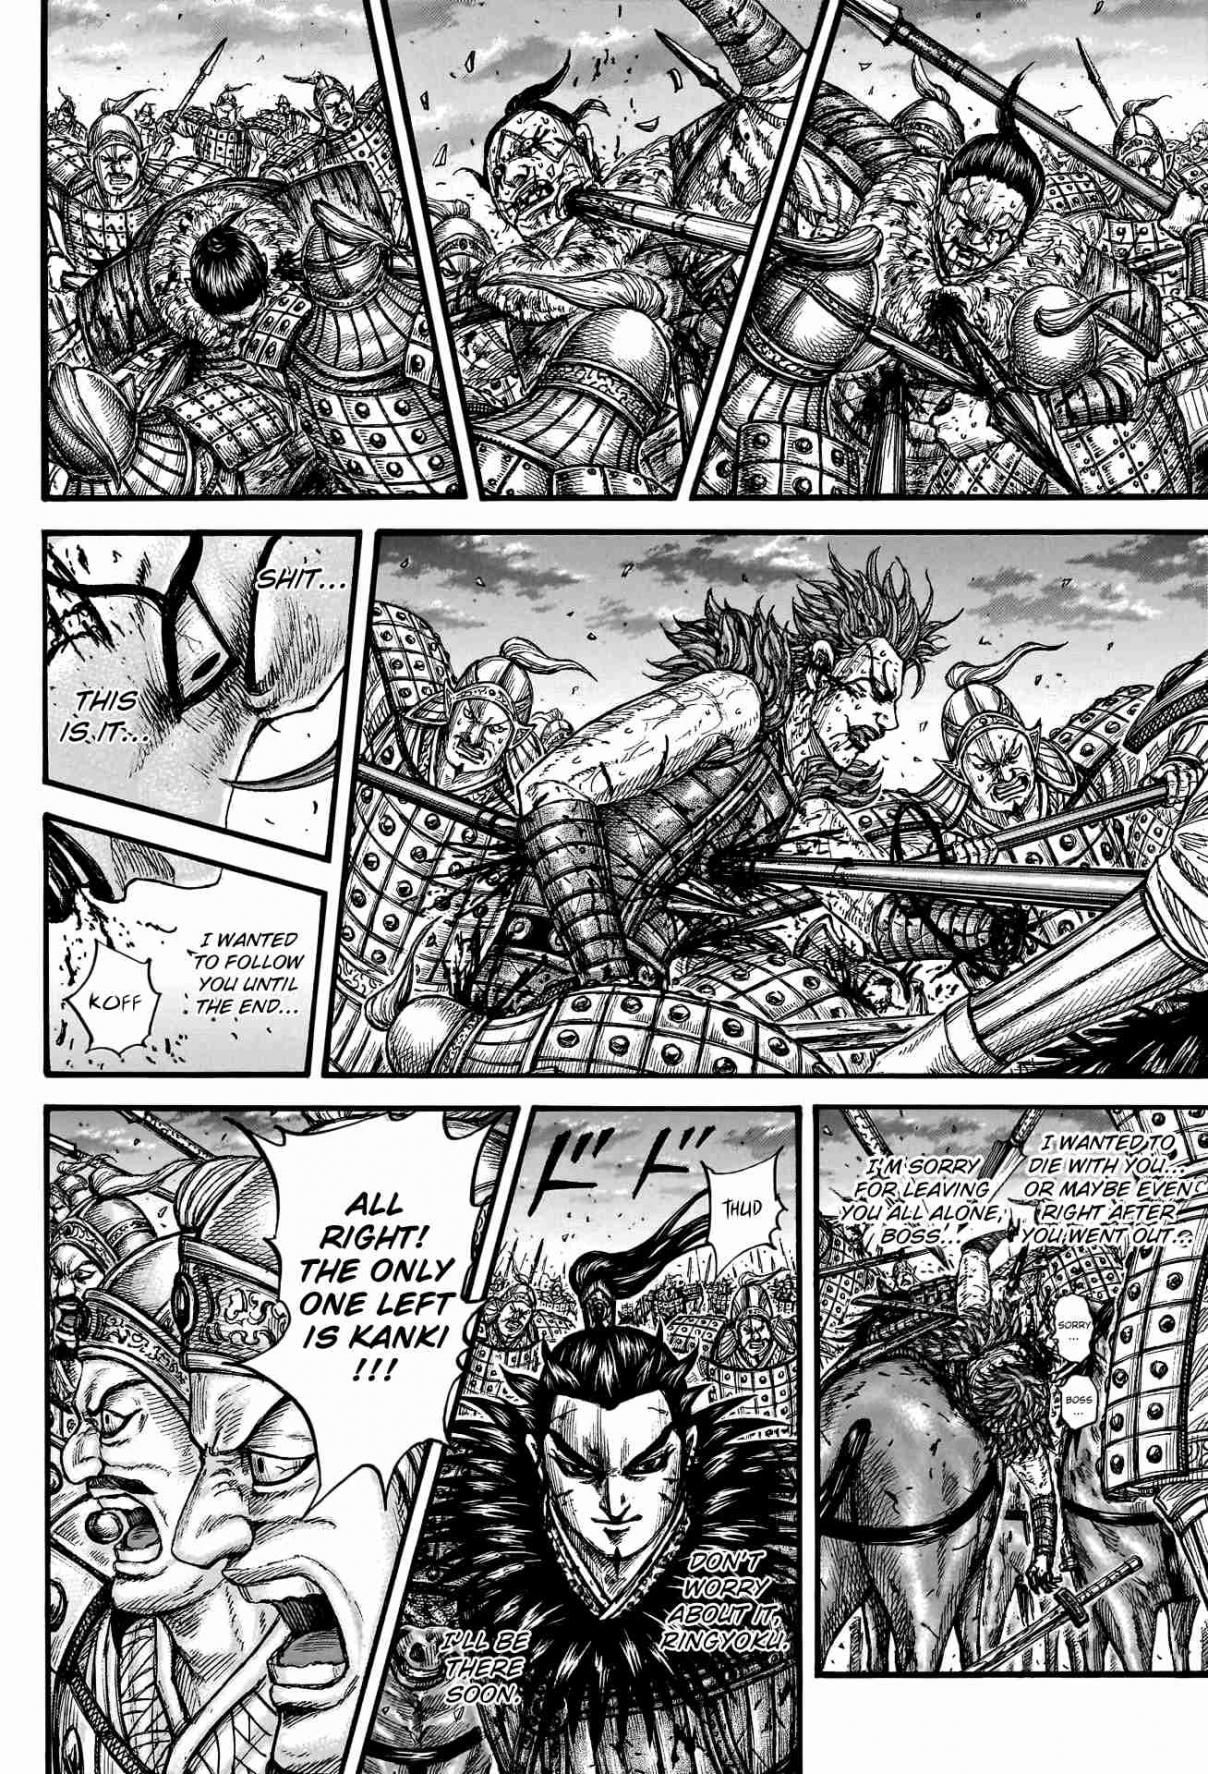 SHIT...
THIS
IS IT...
I WANTED
TO FOLLOW
YOU UNTIL
THE END...
KOFF
I WANTED TO
DIE WITH YOU...
OR MAYBE EVEN
RIGHT AFTER
YOU WENT OUT...
I'M SORRY
FOR LEAVING
YOU ALL ALONE,
BOSS...
SORRY
...
BOSS
...
THUD
ドドッ
DON'T
WORRY
ABOUT IT,
RINGYOKU.
I'LL BE
THERE
SOON.
ALL
RIGHT!
THE ONLY
ONE LEFT
IS KANKI
!!!